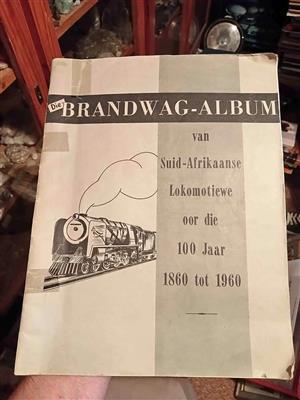 Die BRANDWAG-ALBUM
van
Suid-Afrikaanse
Lokomotiewe
oor die
100 Jaar
1860 tot 1960